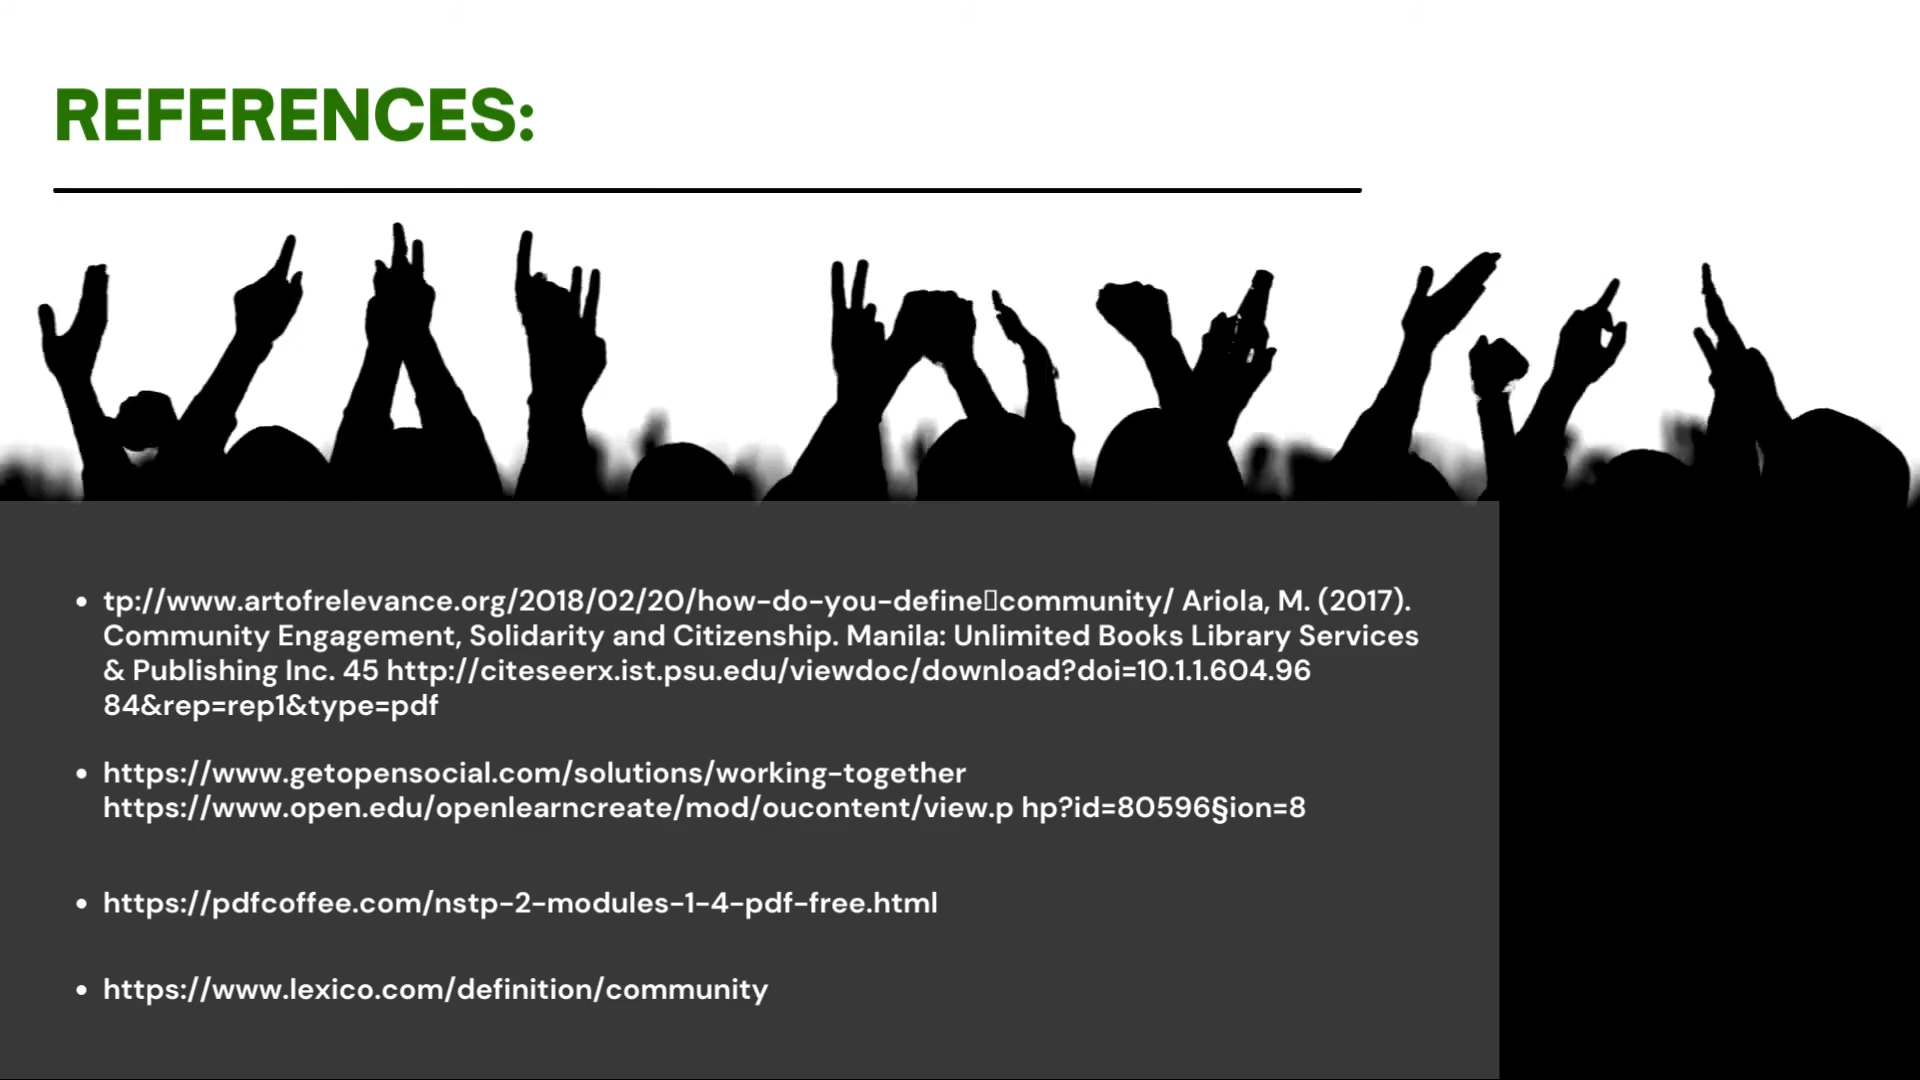 REFERENCES:
• tp://www.artofrelevance.org/2018/02/20/how-do-you-define▯community/ Ariola, M. (2017).
Community Engagement, Solidarity and Citizenship. Manila: Unlimited Books Library Services
& Publishing Inc. 45 http://citeseerx.ist.psu.edu/viewdoc/download?doi=10.1.1.604.96
84&rep=rep1&type=pdf
• https://www.getopensocial.com/solutions/working-together
https://www.open.edu/openlearncreate/mod/oucontent/view.p hp?id=80596§ion=8
• https://pdfcoffee.com/nstp-2-modules-1-4-pdf-free.html
• https://www.lexico.com/definition/community